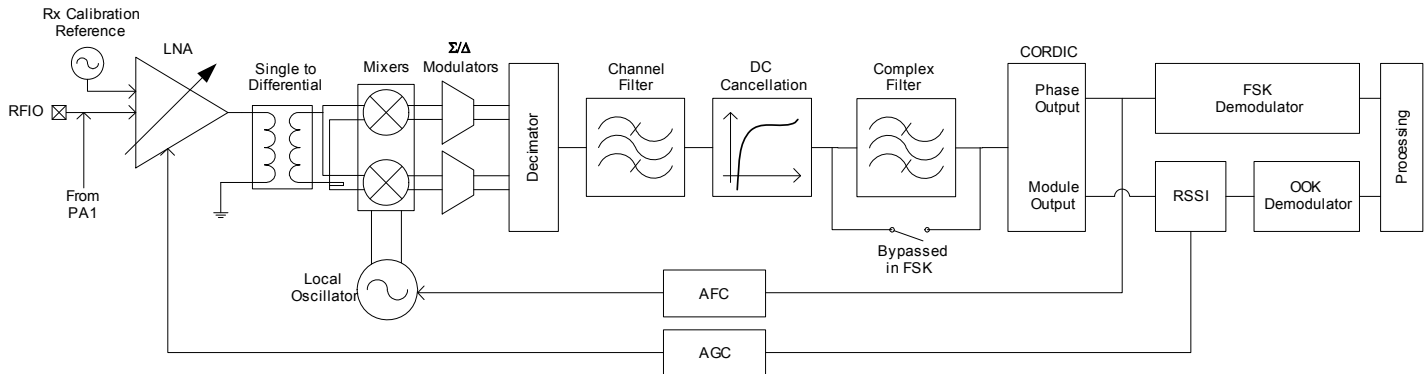 Rx Calibration
Reference
LNA
RFIO
From
PA1
Single to
Differential
Mixers
Σ/Δ
Modulators
Local
Oscillator
Decimator
Channel
Filter
DC
Cancellation
Complex
Filter
Bypassed
in FSK
CORDIC
Phase
Output
Module
Output
FSK
Demodulator
RSSI
OOK
Demodulator
Processing
AFC
AGC